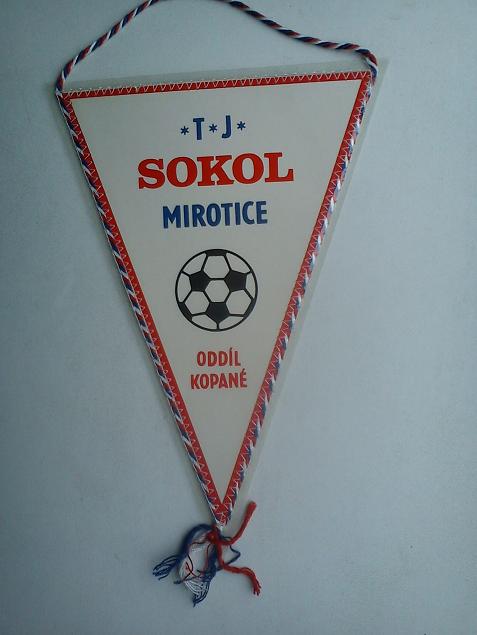 *T*J*
SOKOL
MIROTICE
ODDÍL
KOPANÉ